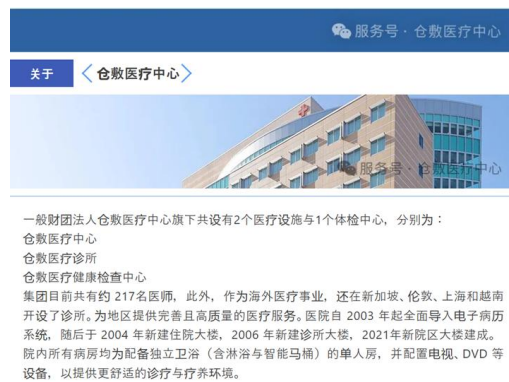 服务号 · 仓敷医疗中心
关于
仓敷医疗中心
服务号 · 仓敷医疗中心
一般财团法人仓敷医疗中心旗下共设有2个医疗设施与1个体检中心，分别为：
仓敷医疗中心
仓敷医疗诊所
仓敷医疗健康检查中心
集团目前共有约 217名医师，此外，作为海外医疗事业，还在新加坡、伦敦、上海和越南
开设了诊所。为地区提供完善且高质量的医疗服务。医院自 2003 年起全面导入电子病历
系统，随后于 2004 年新建住院大楼，2006 年新建诊所大楼，2021年新院区大楼建成。
院内所有病房均为配备独立卫浴（含淋浴与智能马桶）的单人房，并配置电视、DVD 等
设备，以提供更舒适的诊疗与疗养环境。